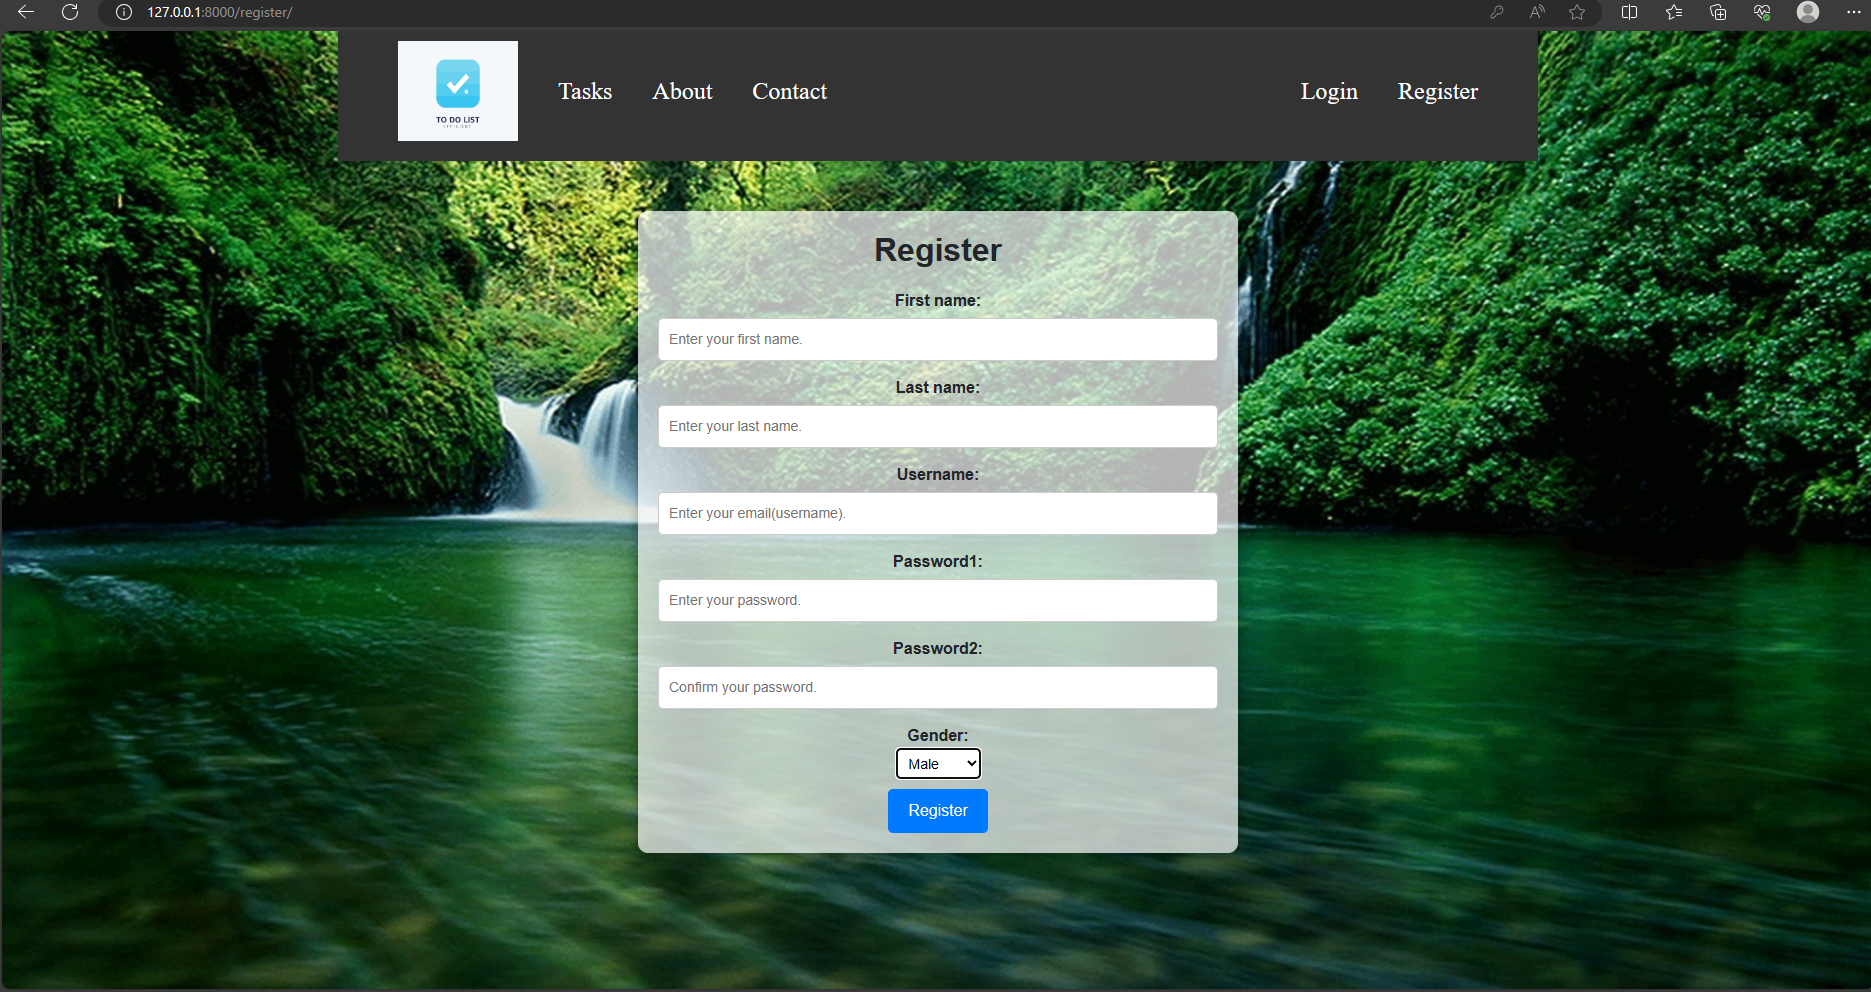 127.0.0.1:8000/register/
TO DO LIST
EFFICIENT
Tasks About Contact Login Register
Register
First name:
Enter your first name.
Last name:
Enter your last name.
Username:
Enter your email(username).
Password1:
Enter your password.
Password2:
Confirm your password.
Gender:
Male
Register